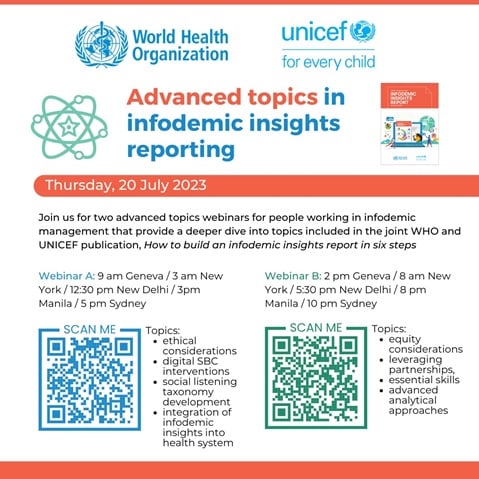 World Health
Organization
unicef
for every child
Advanced topics in
infodemic insights
reporting
INFODEMIC
INSIGHTS
REPORT
Thursday, 20 July 2023
Join us for two advanced topics webinars for people working in infodemic
management that provide a deeper dive into topics included in the joint WHO and
UNICEF publication, How to build an infodemic insights report in six steps
Webinar A: 9 am Geneva / 3 am New
York / 12:30 pm New Delhi / 3pm
Manila / 5 pm Sydney
SCAN ME
Topics:
• ethical
considerations
• digital SBC
interventions
• social listening
taxonomy
development
• integration of
infodemic
insights into
health system
Webinar B: 2 pm Geneva / 8 am New
York / 5:30 pm New Delhi / 8 pm
Manila / 10 pm Sydney
SCAN ME
Topics:
• equity
considerations
• leveraging
partnerships,
• essential skills
• advanced
analytical
approaches